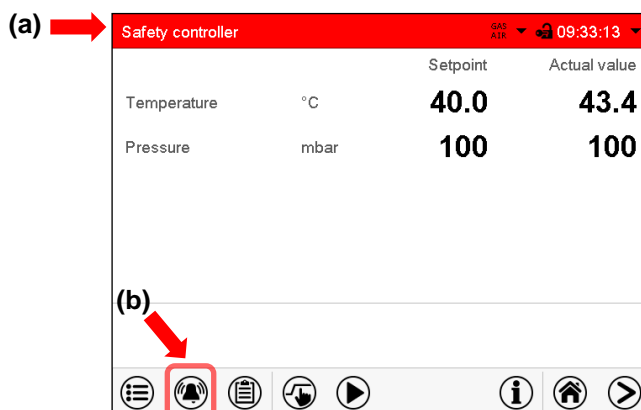 (a)
Safety controller GAS AIR 09:33:13
Setpoint Actual value
Temperature °C 40.0 43.4
Pressure mbar 100 100
(b)
i